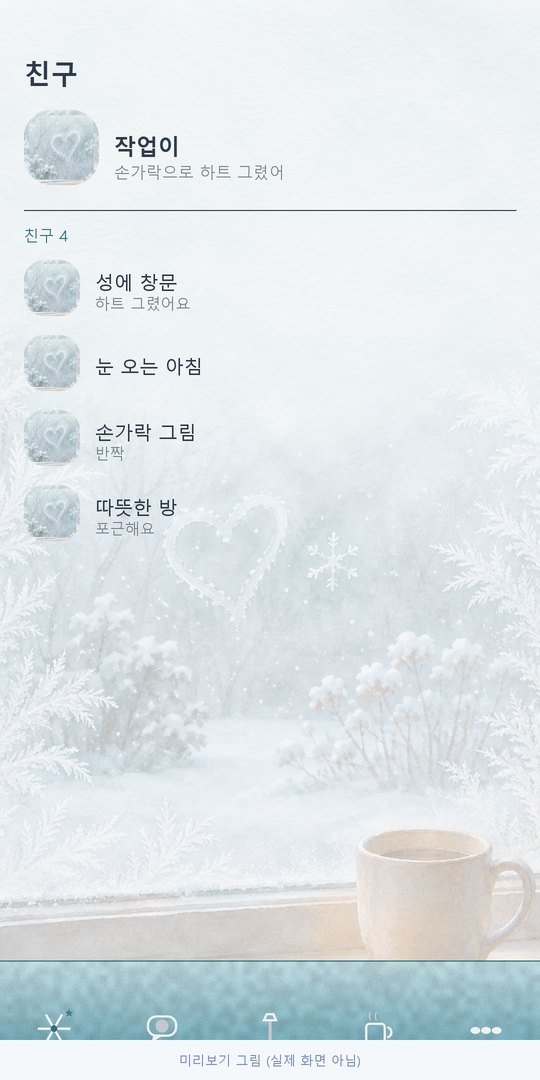 친구
작업이
손가락으로 하트 그렸어
친구 4
성에 창문
하트 그렸어요
눈 오는 아침
손가락 그림
반짝
따뜻한 방
포근해요
미리보기 그림 (실제 화면 아님)